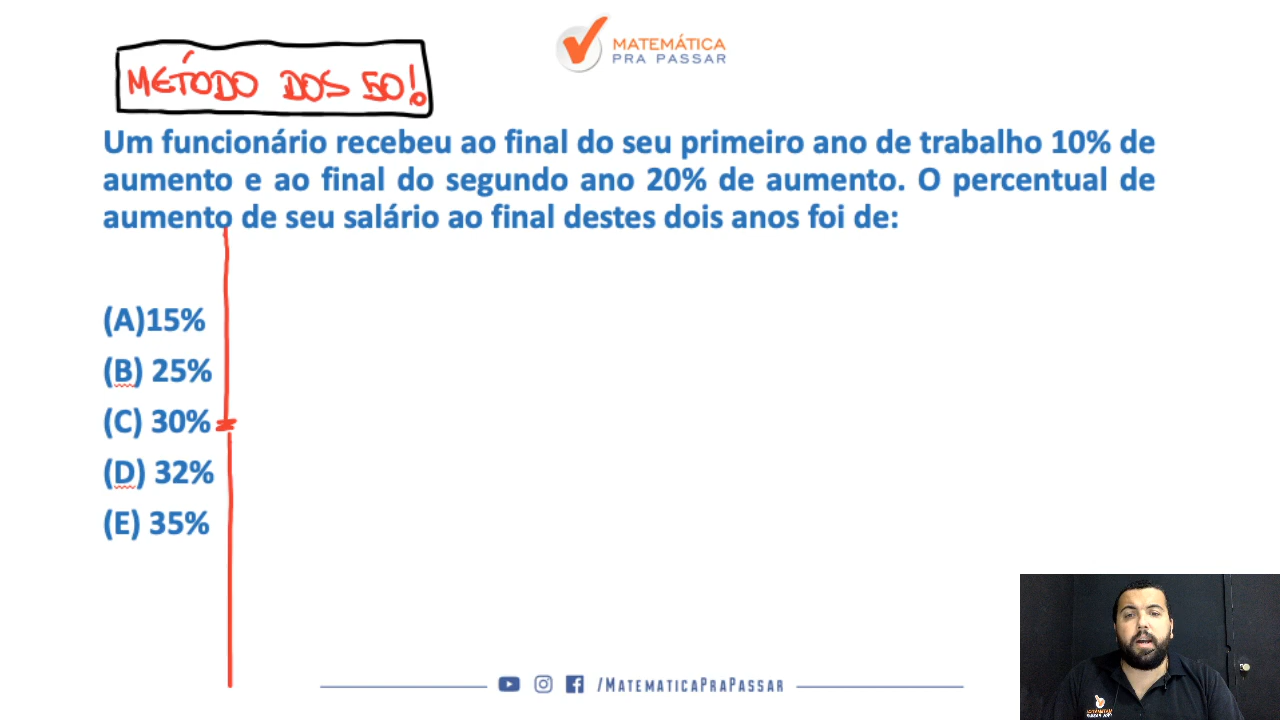 MATEMÁTICA
PRA PASSAR
METÓDO DOS 50!
Um funcionário recebeu ao final do seu primeiro ano de trabalho 10% de
aumento e ao final do segundo ano 20% de aumento. O percentual de
aumento de seu salário ao final destes dois anos foi de:
(A)15%
(B) 25%
(C) 30%
(D) 32%
(E) 35%
/MATEMATICAPRAPASSAR